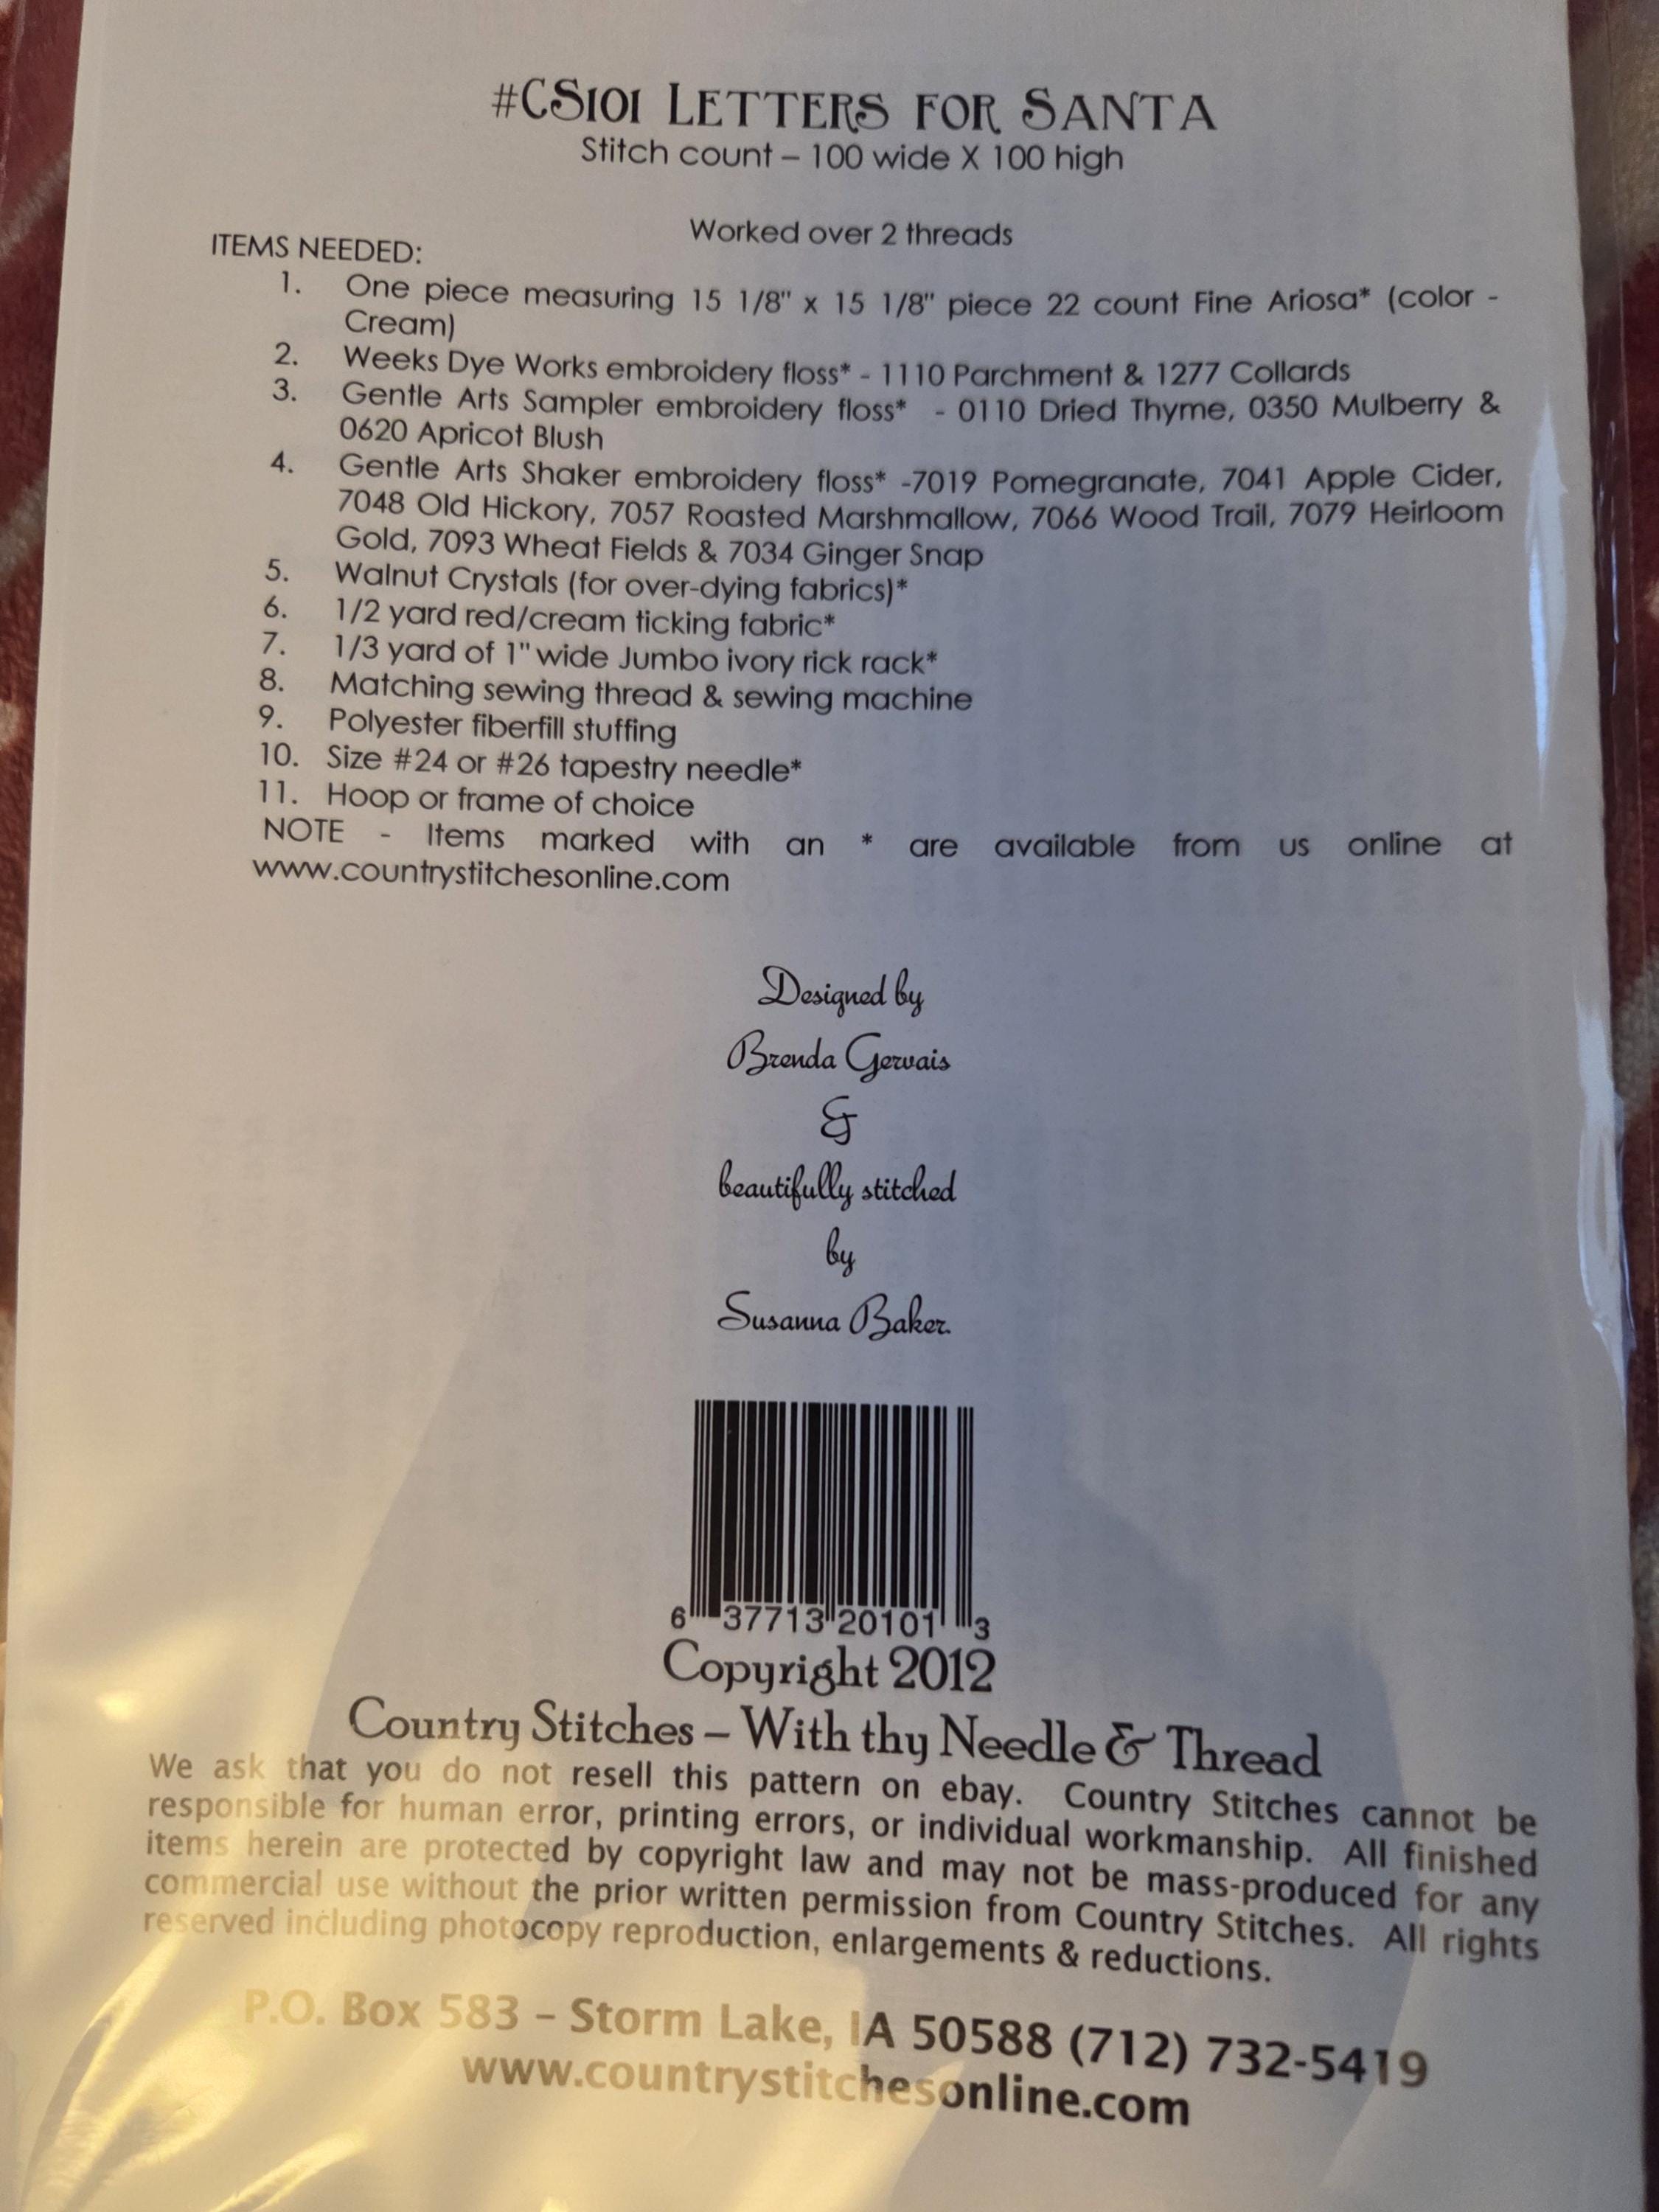 #CS101 LETTERS FOR SANTA
Stitch count – 100 wide X 100 high
Worked over 2 threads
ITEMS NEEDED:
1. One piece measuring 15 1/8" x 15 1/8" piece 22 count Fine Ariosa* (color -
Cream)
2. Weeks Dye Works embroidery floss* - 1110 Parchment & 1277 Collards
3. Gentle Arts Sampler embroidery floss* - 0110 Dried Thyme, 0350 Mulberry &
0620 Apricot Blush
4. Gentle Arts Shaker embroidery floss* -7019 Pomegranate, 7041 Apple Cider,
7048 Old Hickory, 7057 Roasted Marshmallow, 7066 Wood Trail, 7079 Heirloom
Gold, 7093 Wheat Fields & 7034 Ginger Snap
5. Walnut Crystals (for over-dying fabrics)*
6. 1/2 yard red/cream ticking fabric*
7. 1/3 yard of 1" wide Jumbo ivory rick rack*
8. Matching sewing thread & sewing machine
9. Polyester fiberfill stuffing
10. Size #24 or #26 tapestry needle*
11. Hoop or frame of choice
NOTE - Items marked with an * are available from us online at
www.countrystitchesonline.com
Designed by
Brenda Gervais
&
beautifully stitched
by
Susanna Baker.
6 37713 20101 3
Copyright 2012
Country Stitches – With thy Needle & Thread
We ask that you do not resell this pattern on ebay. Country Stitches cannot be
responsible for human error, printing errors, or individual workmanship. All finished
items herein are protected by copyright law and may not be mass-produced for any
commercial use without the prior written permission from Country Stitches. All rights
reserved including photocopy reproduction, enlargements & reductions.
P.O. Box 583 – Storm Lake, IA 50588 (712) 732-5419
www.countrystitchesonline.com